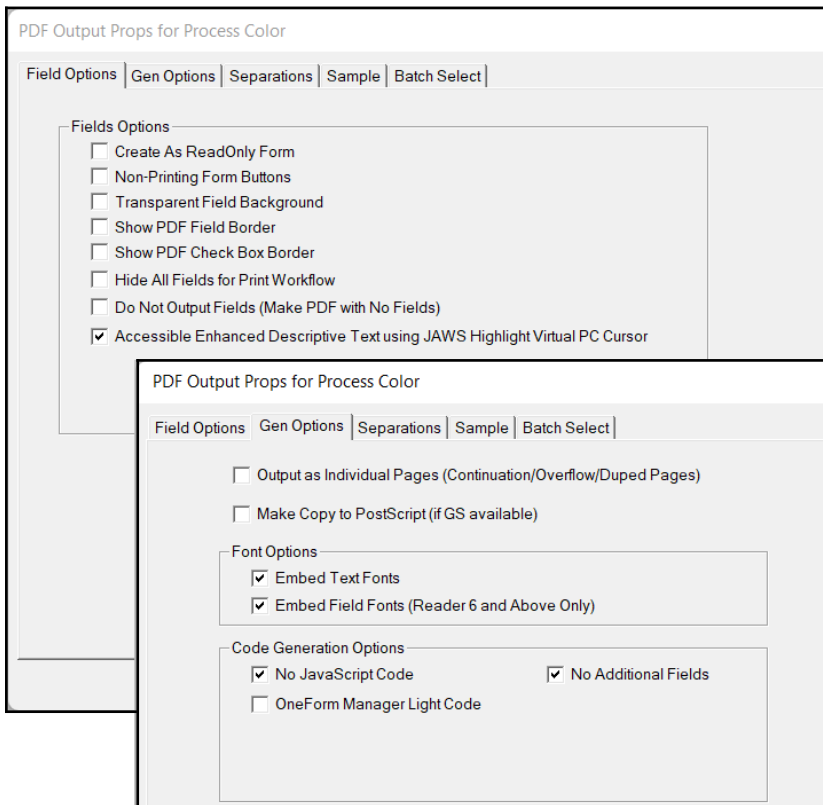 PDF Output Props for Process Color
Field Options Gen Options Separations Sample Batch Select
Fields Options
Create As ReadOnly Form
Non-Printing Form Buttons
Transparent Field Background
Show PDF Field Border
Show PDF Check Box Border
Hide All Fields for Print Workflow
Do Not Output Fields (Make PDF with No Fields)
Accessible Enhanced Descriptive Text using JAWS Highlight Virtual PC Cursor
PDF Output Props for Process Color
Field Options Gen Options Separations Sample Batch Select
Output as Individual Pages (Continuation/Overflow/Duped Pages)
Make Copy to PostScript (if GS available)
Font Options
Embed Text Fonts
Embed Field Fonts (Reader 6 and Above Only)
Code Generation Options
No JavaScript Code No Additional Fields
OneForm Manager Light Code